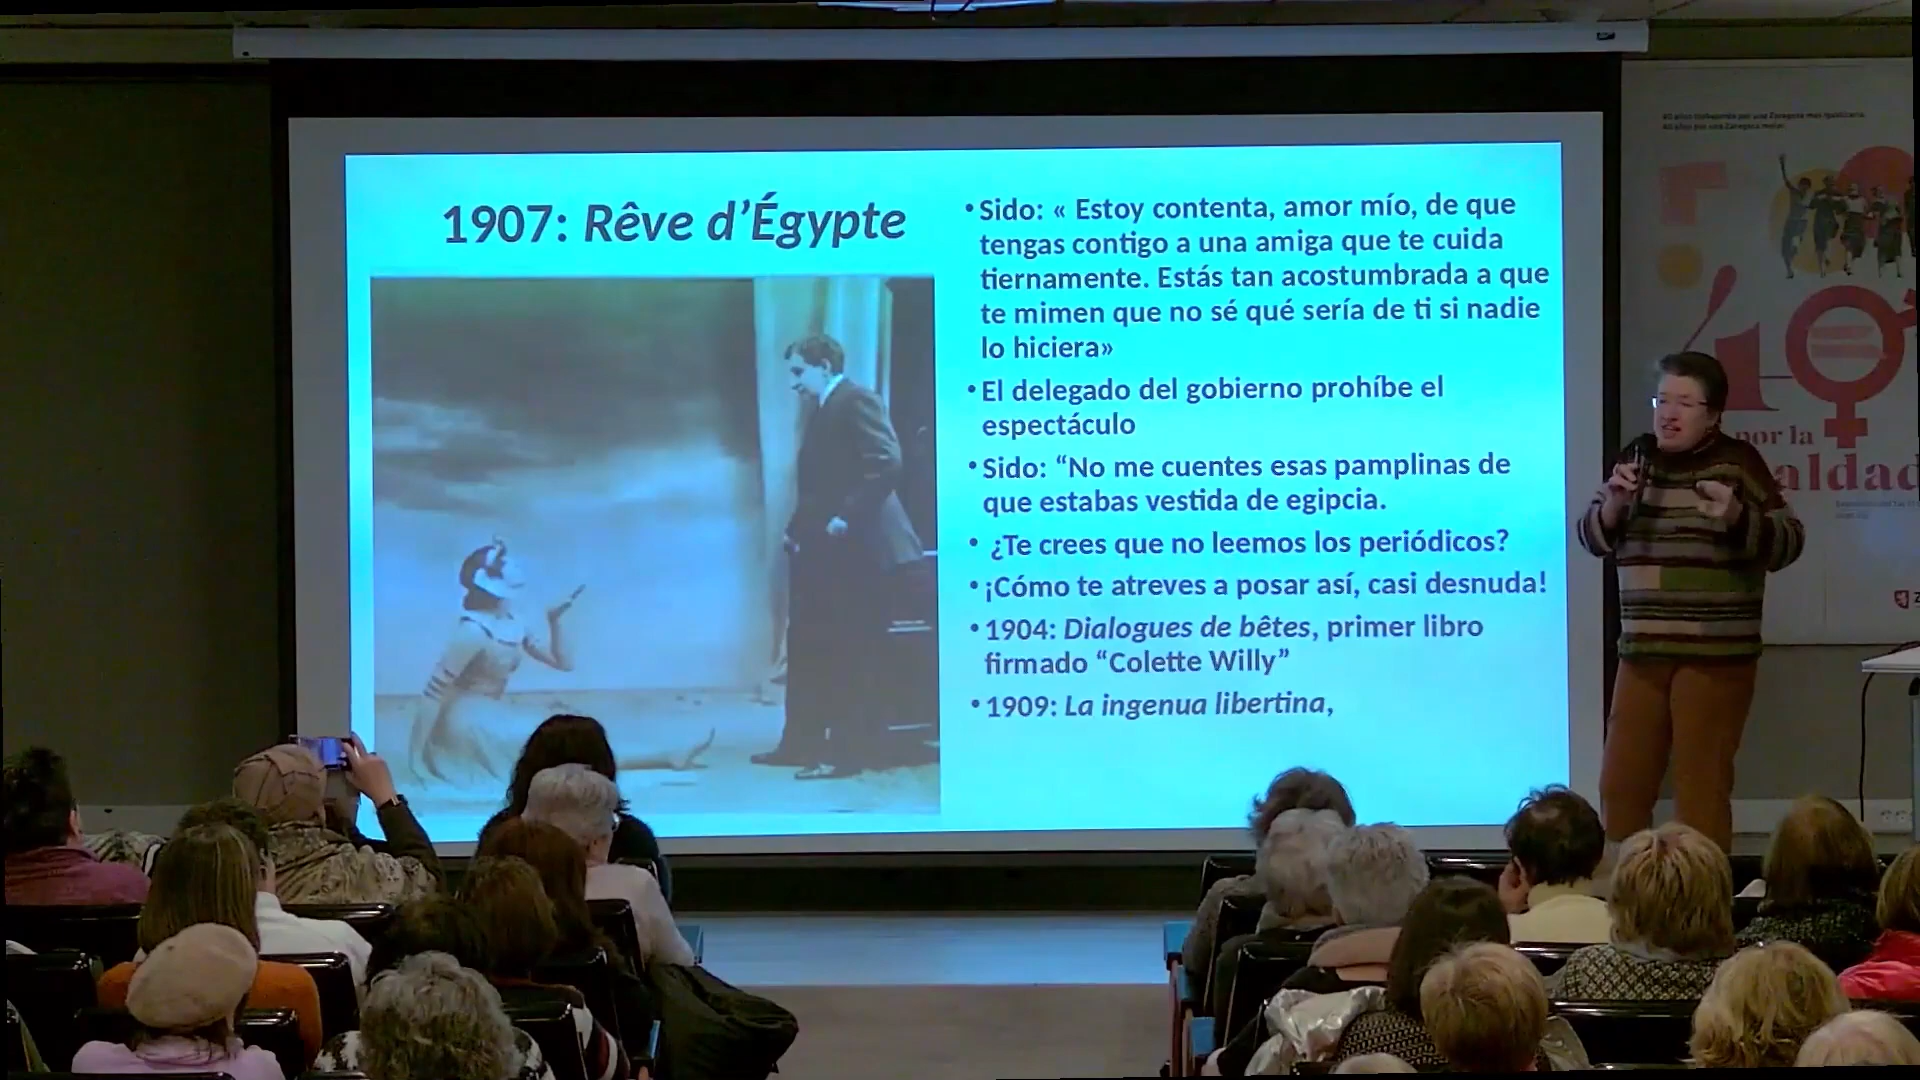 1907: Rêve d’Égypte
• Sido: « Estoy contenta, amor mío, de que
tengas contigo a una amiga que te cuida
tiernamente. Estás tan acostumbrada a que
te mimen que no sé qué sería de ti si nadie
lo hiciera»
• El delegado del gobierno prohíbe el
espectáculo
• Sido: “No me cuentes esas pamplinas de
que estabas vestida de egipcia.
• ¿Te crees que no leemos los periódicos?
• ¡Cómo te atreves a posar así, casi desnuda!
• 1904: Dialogues de bêtes, primer libro
firmado “Colette Willy”
• 1909: La ingenua libertina,
40
por la
aldad